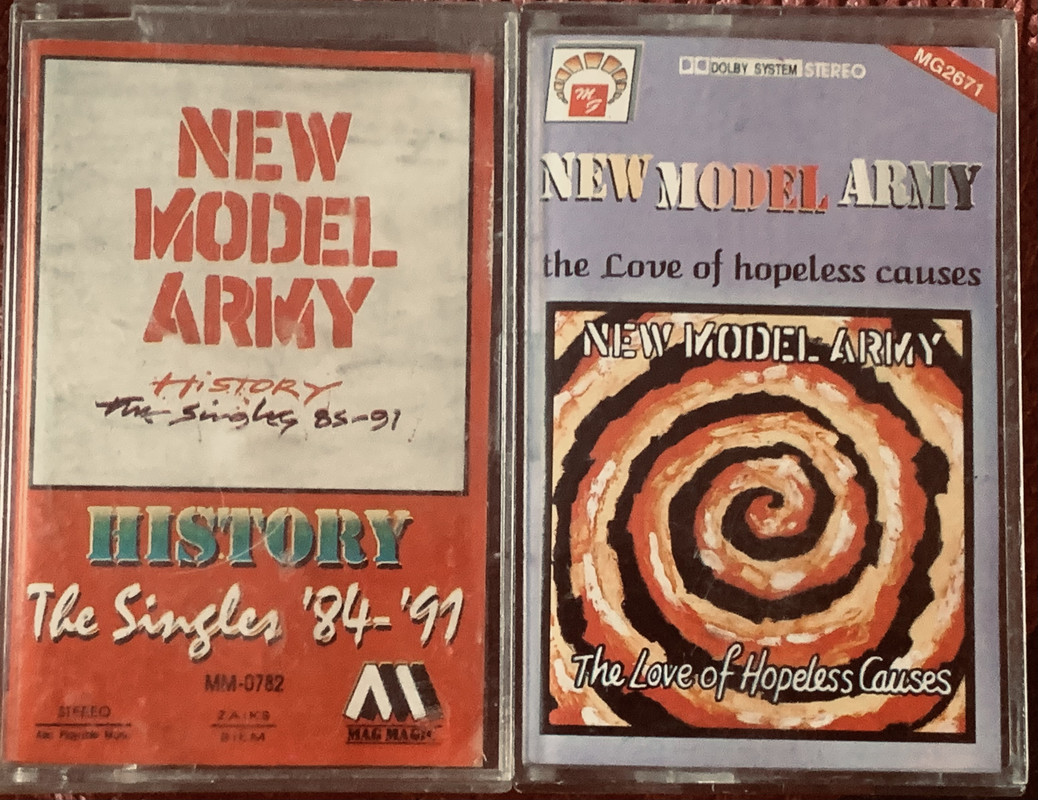 NEW
MODEL
ARMY
HISTORY
The Singles 85-91
HISTORY
The Singles '84-'91
MM-0782
STEREO
ZAIKS
BIEM
MAG MAGIC
MG
DOLBY SYSTEM STEREO
MG2671
NEW MODEL ARMY
the Love of hopeless causes
NEW MODEL ARMY
The Love of Hopeless Causes